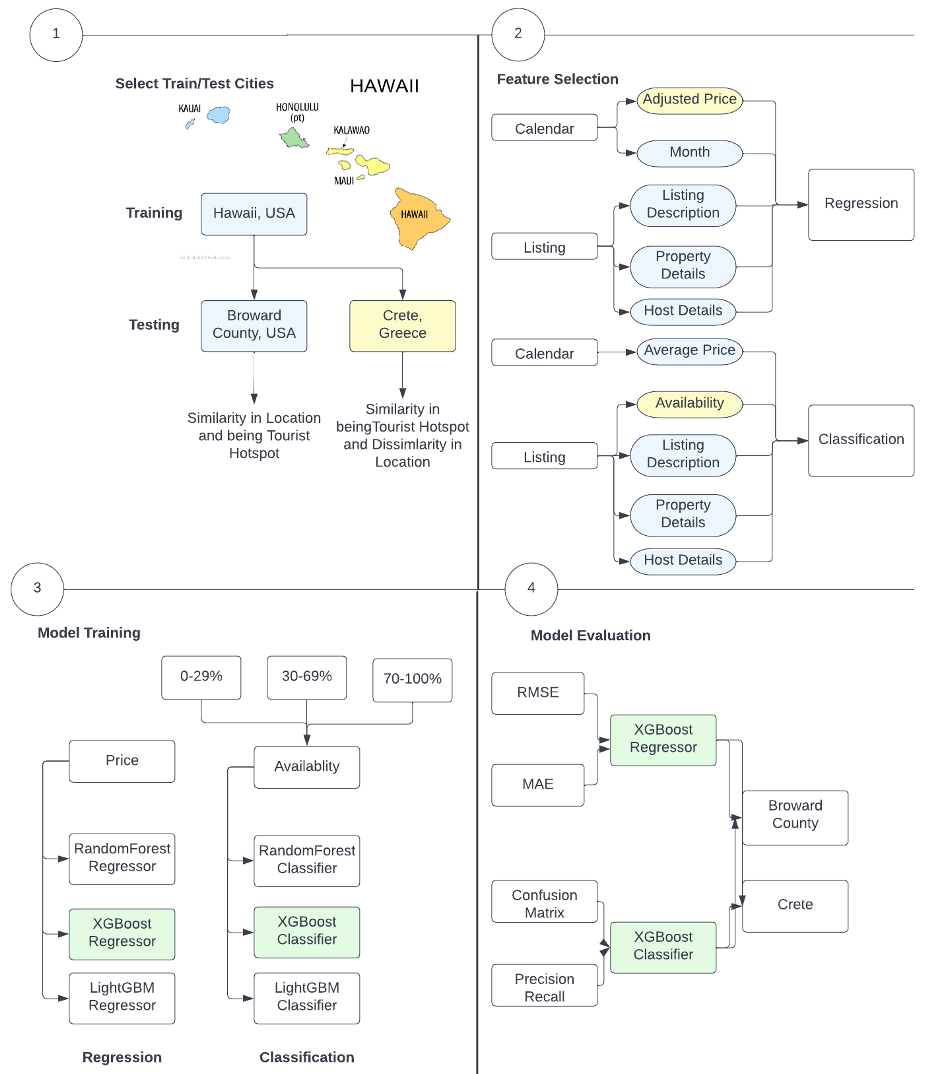 1
Select Train/Test Cities
HAWAII
KAUAI
HONOLULU
(pt)
KALAWAO
MAUI
HAWAII
Training
Hawaii, USA
Testing
Broward
County, USA
Crete,
Greece
Similarity in Location
and being Tourist
Hotspot
Similarity in
beingTourist Hotspot
and Dissimlarity in
Location
2
Feature Selection
Calendar
Adjusted Price
Month
Listing
Listing
Description
Property
Details
Host Details
Regression
Calendar
Average Price
Listing
Availability
Listing
Description
Property
Details
Host Details
Classification
3
Model Training
0-29%
30-69%
70-100%
Price
Availablity
RandomForest
Regressor
XGBoost
Regressor
LightGBM
Regressor
RandomForest
Classifier
XGBoost
Classifier
LightGBM
Classifier
Regression
Classification
4
Model Evaluation
RMSE
MAE
XGBoost
Regressor
Broward
County
Crete
Confusion
Matrix
Precision
Recall
XGBoost
Classifier